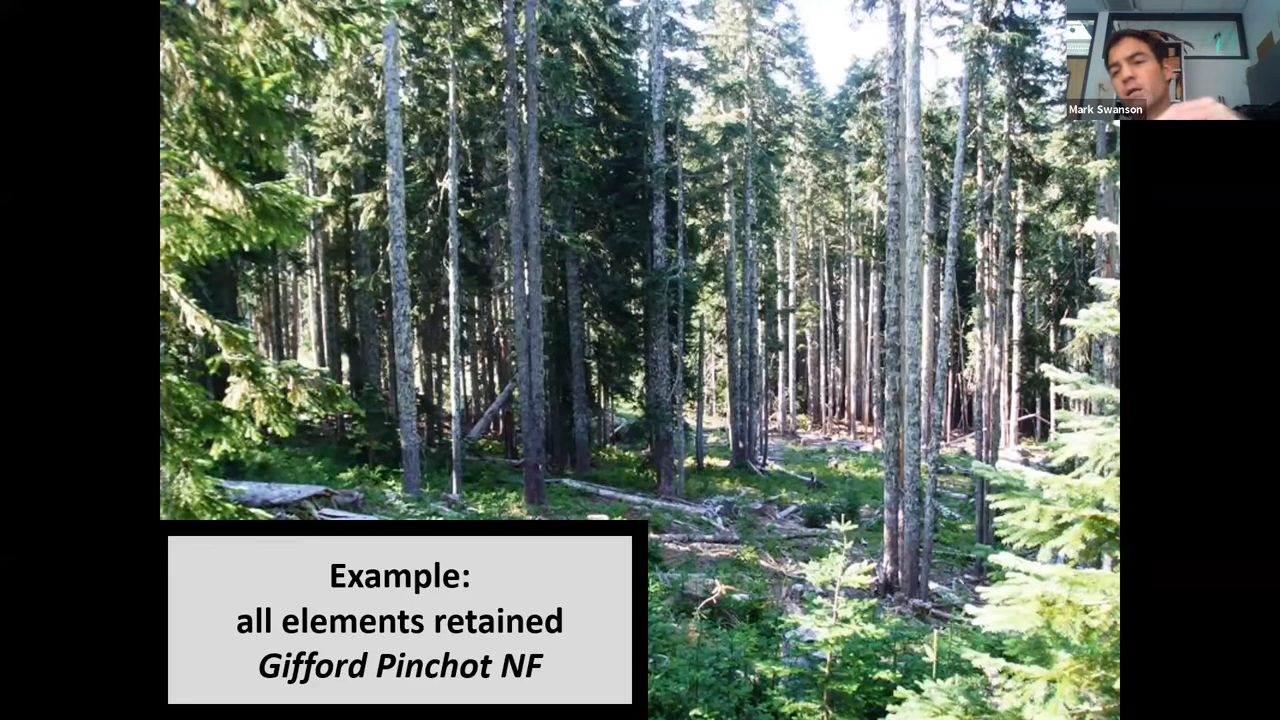 Mark Swanson
Example:
all elements retained
Gifford Pinchot NF